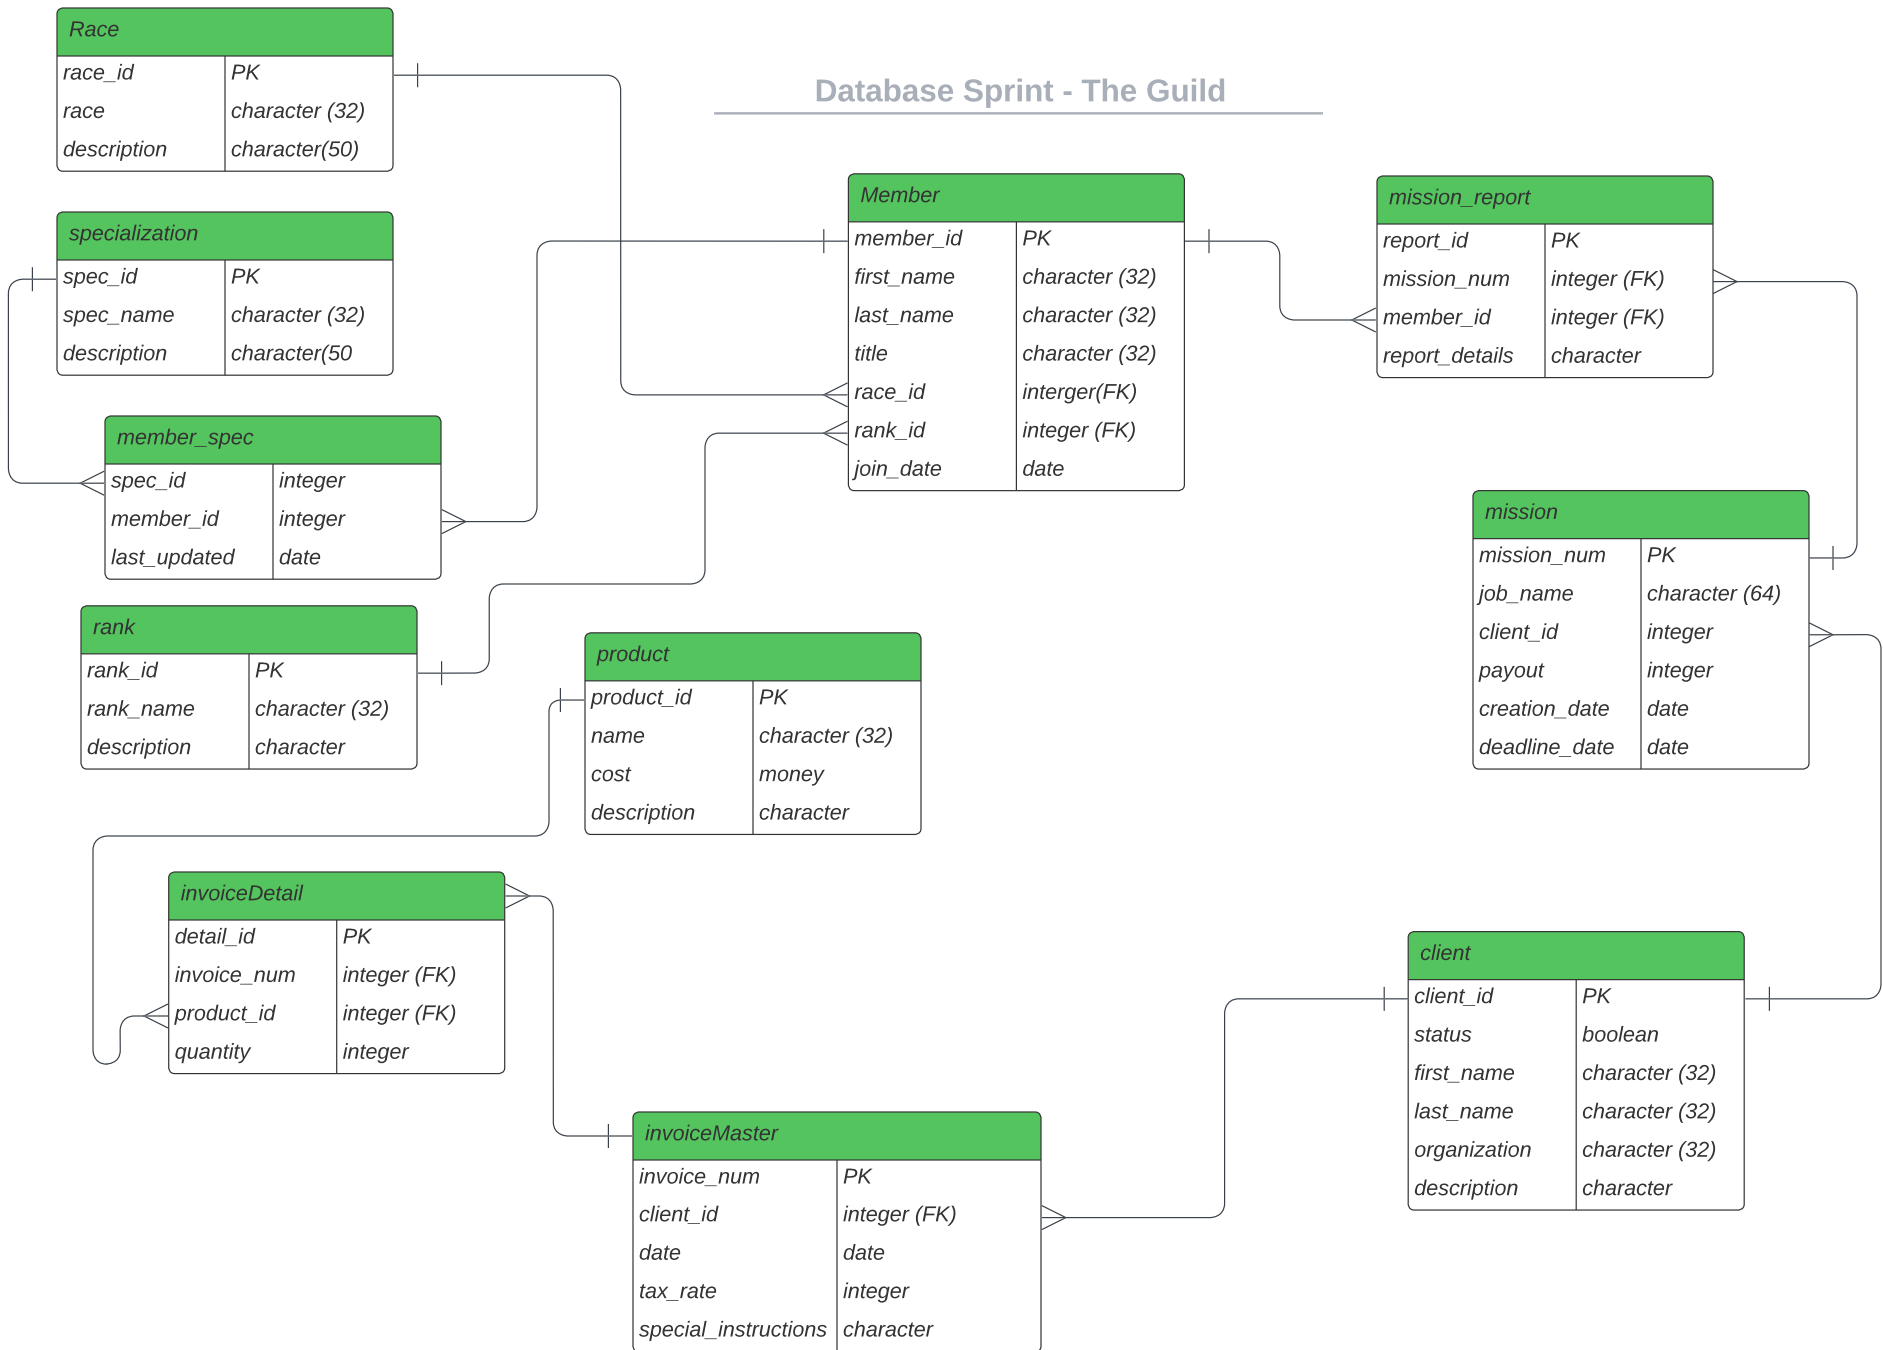 Database Sprint - The Guild
Race
race_id PK
race character (32)
description character(50)
specialization
spec_id PK
spec_name character (32)
description character(50
member_spec
spec_id integer
member_id integer
last_updated date
rank
rank_id PK
rank_name character (32)
description character
product
product_id PK
name character (32)
cost money
description character
invoiceDetail
detail_id PK
invoice_num integer (FK)
product_id integer (FK)
quantity integer
invoiceMaster
invoice_num PK
client_id integer (FK)
date date
tax_rate integer
special_instructions character
Member
member_id PK
first_name character (32)
last_name character (32)
title character (32)
race_id interger(FK)
rank_id integer (FK)
join_date date
mission_report
report_id PK
mission_num integer (FK)
member_id integer (FK)
report_details character
mission
mission_num PK
job_name character (64)
client_id integer
payout integer
creation_date date
deadline_date date
client
client_id PK
status boolean
first_name character (32)
last_name character (32)
organization character (32)
description character